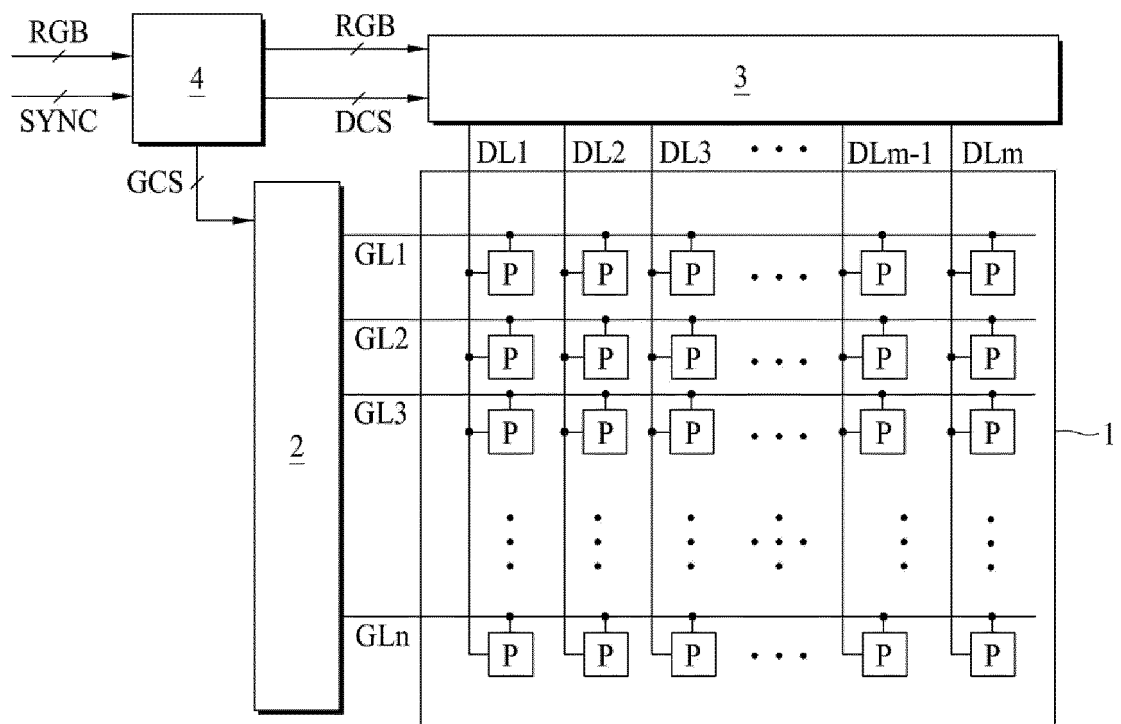 RGB
RGB
4
3
SYNC
DCS
DL1 DL2 DL3 • • • DLm-1 DLm
GCS
GL1
P P P • • • P P
GL2
P P P • • • P P
GL3
P P P • • • P P
1
2
GLn
P P P • • • P P